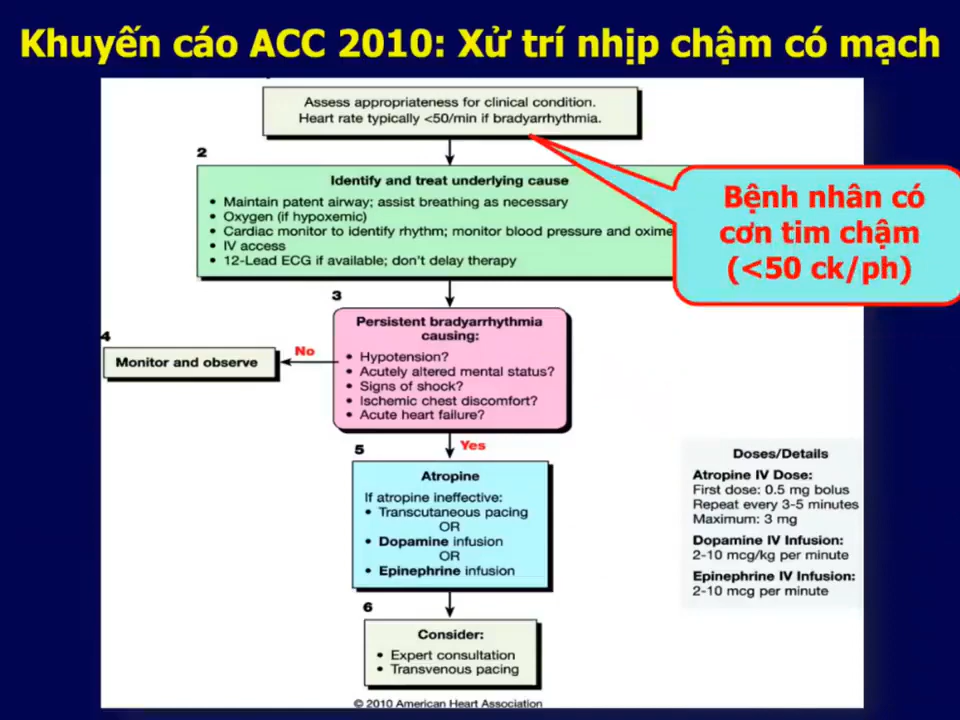 Khuyến cáo ACC 2010: Xử trí nhịp chậm có mạch
Assess appropriateness for clinical condition.
Heart rate typically <50/min if bradyarrhythmia.
2
Identify and treat underlying cause
• Maintain patent airway; assist breathing as necessary
• Oxygen (if hypoxemic)
• Cardiac monitor to identify rhythm; monitor blood pressure and oxime
• IV access
• 12-Lead ECG if available; don't delay therapy
Bệnh nhân có
cơn tim chậm
(<50 ck/ph)
3
Persistent bradyarrhythmia
causing:
• Hypotension?
• Acutely altered mental status?
• Signs of shock?
• Ischemic chest discomfort?
• Acute heart failure?
No
4
Monitor and observe
Yes
5
Atropine
If atropine ineffective:
• Transcutaneous pacing
OR
• Dopamine infusion
OR
• Epinephrine infusion
Doses/Details
Atropine IV Dose:
First dose: 0.5 mg bolus
Repeat every 3-5 minutes
Maximum: 3 mg
Dopamine IV Infusion:
2-10 mcg/kg per minute
Epinephrine IV Infusion:
2-10 mcg per minute
6
Consider:
• Expert consultation
• Transvenous pacing
© 2010 American Heart Association